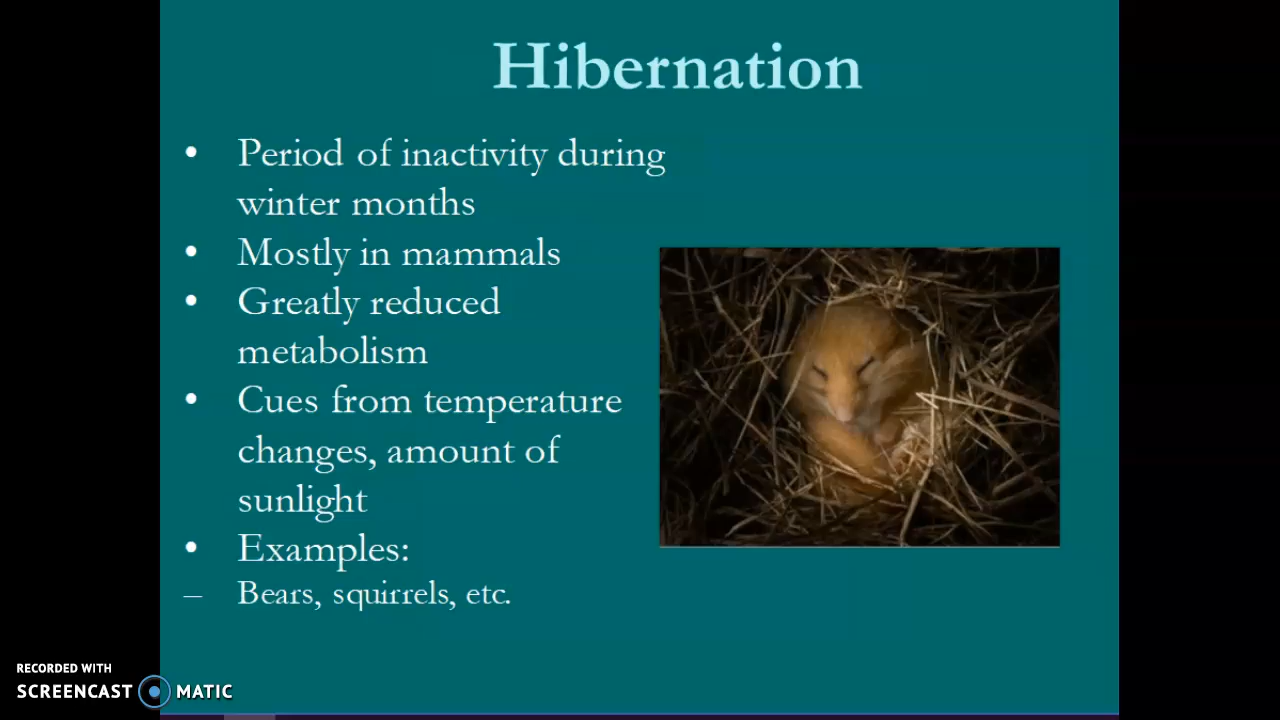 Hibernation
• Period of inactivity during
winter months
• Mostly in mammals
• Greatly reduced
metabolism
• Cues from temperature
changes, amount of
sunlight
• Examples:
– Bears, squirrels, etc.
RECORDED WITH
SCREENCAST MATIC